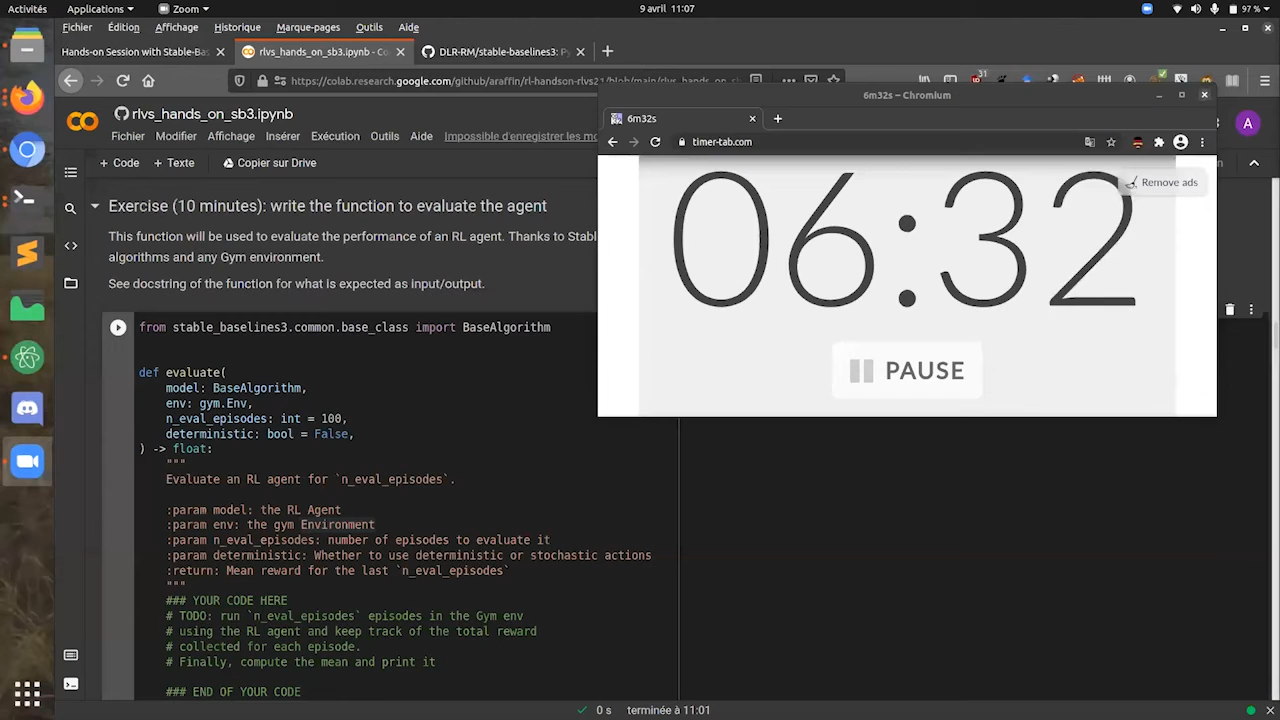 Activités Applications Zoom 9 avril 11:07 97 %
Fichier Édition Affichage Historique Marque-pages Outils Aide
Hands-on Session with Stable-Bas rlvs_hands_on_sb3.ipynb - Co DLR-RM/stable-baselines3: Py
https://colab.research.google.com/github/araffin/rl-handson-rlvs21/blob/main/rlvs_hands_on_s 31
6m32s – Chromium
6m32s
timer-tab.com
Remove ads
06:32
PAUSE
rlvs_hands_on_sb3.ipynb
A
Fichier Modifier Affichage Insérer Exécution Outils Aide Impossible d'enregistrer les mo
+ Code + Texte Copier sur Drive
Exercise (10 minutes): write the function to evaluate the agent
This function will be used to evaluate the performance of an RL agent. Thanks to Stable
algorithms and any Gym environment.
See docstring of the function for what is expected as input/output.
from stable_baselines3.common.base_class import BaseAlgorithm
def evaluate(
model: BaseAlgorithm,
env: gym.Env,
n_eval_episodes: int = 100,
deterministic: bool = False,
) -> float:
"""
Evaluate an RL agent for `n_eval_episodes`.
:param model: the RL Agent
:param env: the gym Environment
:param n_eval_episodes: number of episodes to evaluate it
:param deterministic: Whether to use deterministic or stochastic actions
:return: Mean reward for the last `n_eval_episodes`
"""
### YOUR CODE HERE
# TODO: run `n_eval_episodes` episodes in the Gym env
# using the RL agent and keep track of the total reward
# collected for each episode.
# Finally, compute the mean and print it
### END OF YOUR CODE
0 s terminée à 11:01